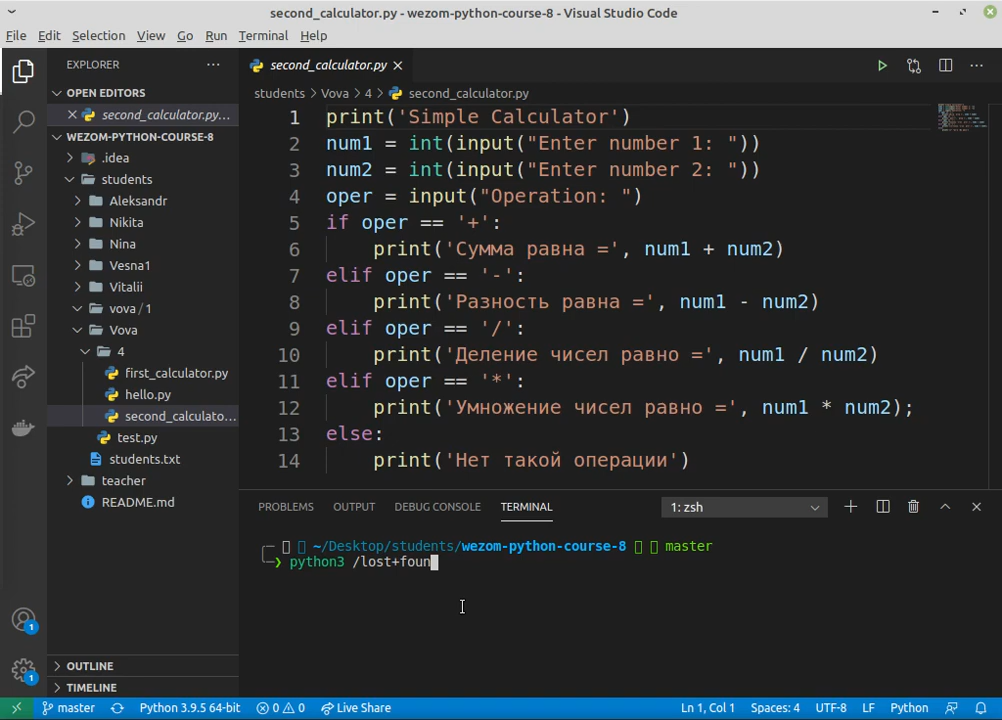 second_calculator.py - wezom-python-course-8 - Visual Studio Code
File Edit Selection View Go Run Terminal Help
EXPLORER
OPEN EDITORS
second_calculator.py...
WEZOM-PYTHON-COURSE-8
.idea
students
Aleksandr
Nikita
Nina
Vesna1
Vitalii
vova / 1
Vova
4
first_calculator.py
hello.py
second_calculato...
test.py
students.txt
teacher
README.md
OUTLINE
TIMELINE
1
1
second_calculator.py
students > Vova > 4 > second_calculator.py
1 print('Simple Calculator')
2 num1 = int(input("Enter number 1: "))
3 num2 = int(input("Enter number 2: "))
4 oper = input("Operation: ")
5 if oper == '+':
6 print('Сумма равна =', num1 + num2)
7 elif oper == '-':
8 print('Разность равна =', num1 - num2)
9 elif oper == '/':
10 print('Деление чисел равно =', num1 / num2)
11 elif oper == '*':
12 print('Умножение чисел равно =', num1 * num2);
13 else:
14 print('Нет такой операции')
PROBLEMS OUTPUT DEBUG CONSOLE TERMINAL 1: zsh
~/Desktop/students/wezom-python-course-8 master
python3 /lost+foun
master Python 3.9.5 64-bit 0 0 Live Share Ln 1, Col 1 Spaces: 4 UTF-8 LF Python